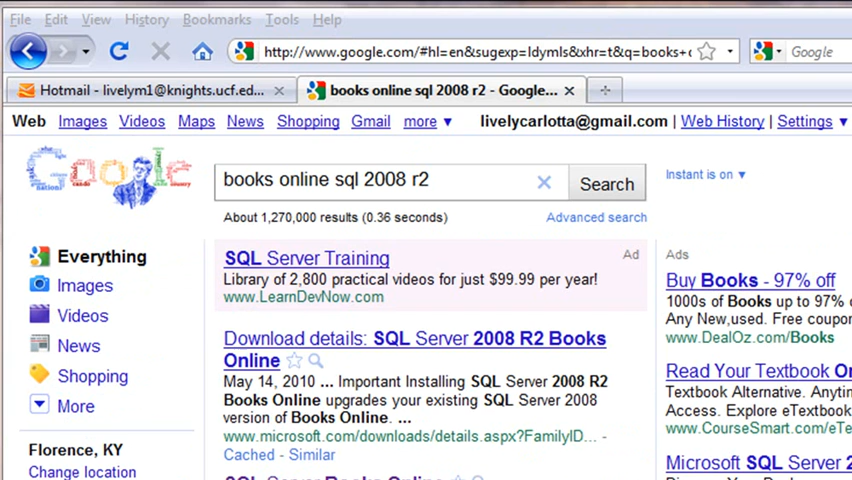 File Edit View History Bookmarks Tools Help
http://www.google.com/#hl=en&sugexp=ldymls&xhr=t&q=books+c
Google
Hotmail - livelym1@knights.ucf.ed...
books online sql 2008 r2 - Google...
Web Images Videos Maps News Shopping Gmail more ▼ livelycarlotta@gmail.com | Web History | Settings ▼
Google
books online sql 2008 r2
Search
Instant is on ▼
About 1,270,000 results (0.36 seconds)
Advanced search
Everything
Images
Videos
News
Shopping
More
Florence, KY
Change location
SQL Server Training
Ad
Library of 2,800 practical videos for just $99.99 per year!
www.LearnDevNow.com
Download details: SQL Server 2008 R2 Books
Online
May 14, 2010 ... Important Installing SQL Server 2008 R2
Books Online upgrades your existing SQL Server 2008
version of Books Online. ...
www.microsoft.com/downloads/details.aspx?FamilyID... -
Cached - Similar
SQL Server Books Online
Ads
Buy Books - 97% off
1000s of Books up to 97%
Any New,used. Free coupon
www.DealOz.com/Books
Read Your Textbook
Textbook Alternative.
Access. Explore eTextbook
www.CourseSmart.com/eTe
Microsoft SQL Server